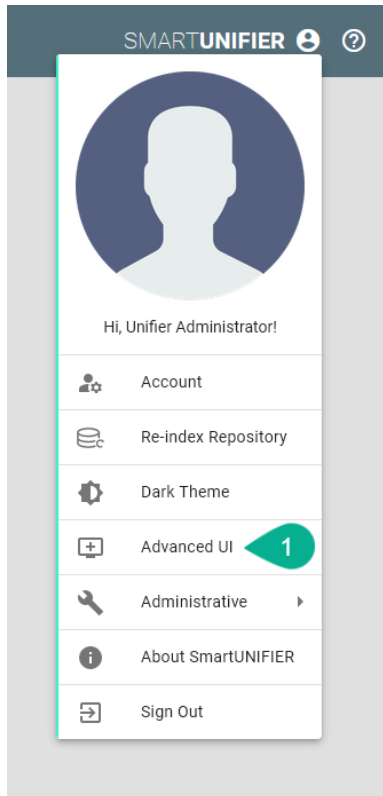 SMARTUNIFIER
Hi, Unifier Administrator!
Account
Re-index Repository
Dark Theme
Advanced UI 1
Administrative
About SmartUNIFIER
Sign Out